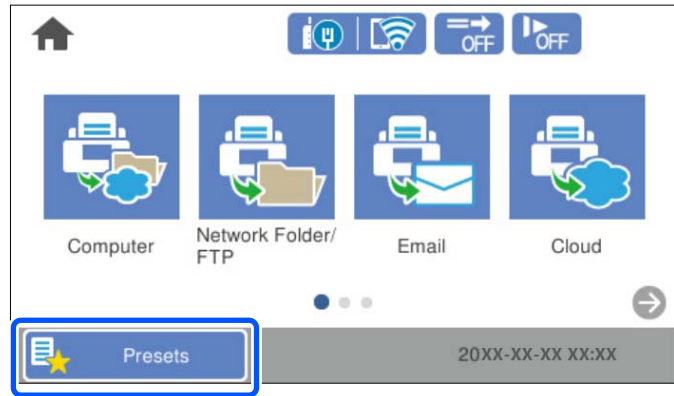 OFF
OFF
Computer
Network Folder/
FTP
Email
Cloud
Presets
20XX-XX-XX XX:XX